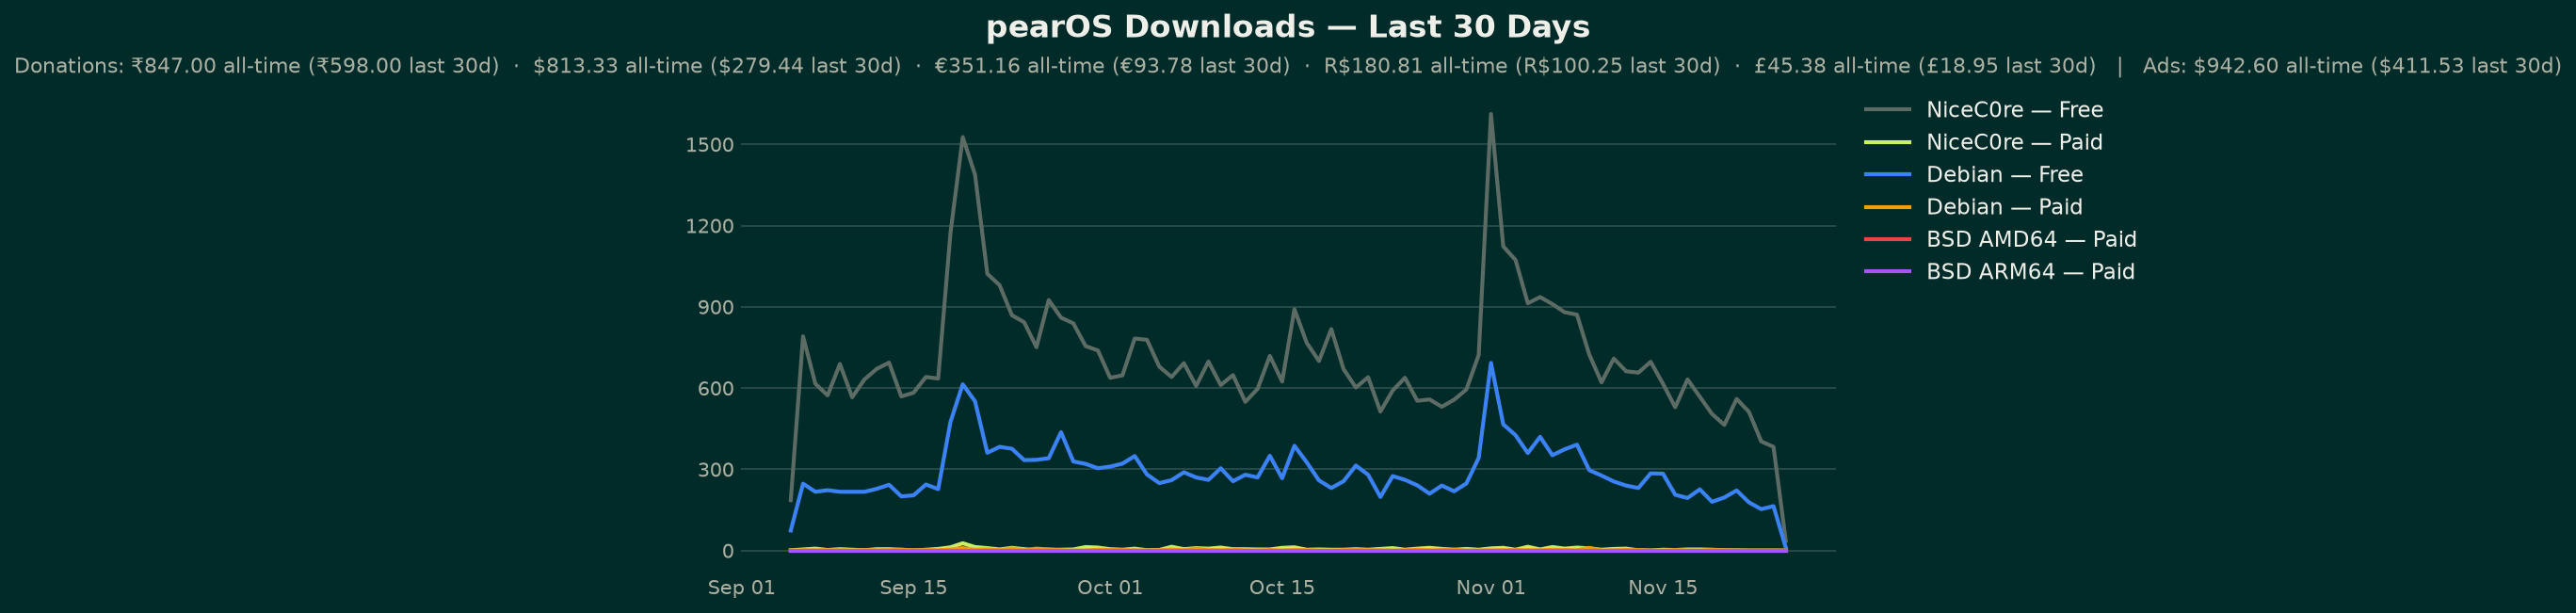 pearOS Downloads — Last 30 Days
Donations: ₹847.00 all-time (₹598.00 last 30d)  ·  $813.33 all-time ($279.44 last 30d)  ·  €351.16 all-time (€93.78 last 30d)  ·  R$180.81 all-time (R$100.25 last 30d)  ·  £45.38 all-time (£18.95 last 30d)   |   Ads: $942.60 all-time ($411.53 last 30d)
NiceC0re — Free
NiceC0re — Paid
Debian — Free
Debian — Paid
BSD AMD64 — Paid
BSD ARM64 — Paid
1500
1200
900
600
300
0
Sep 01 Sep 15 Oct 01 Oct 15 Nov 01 Nov 15